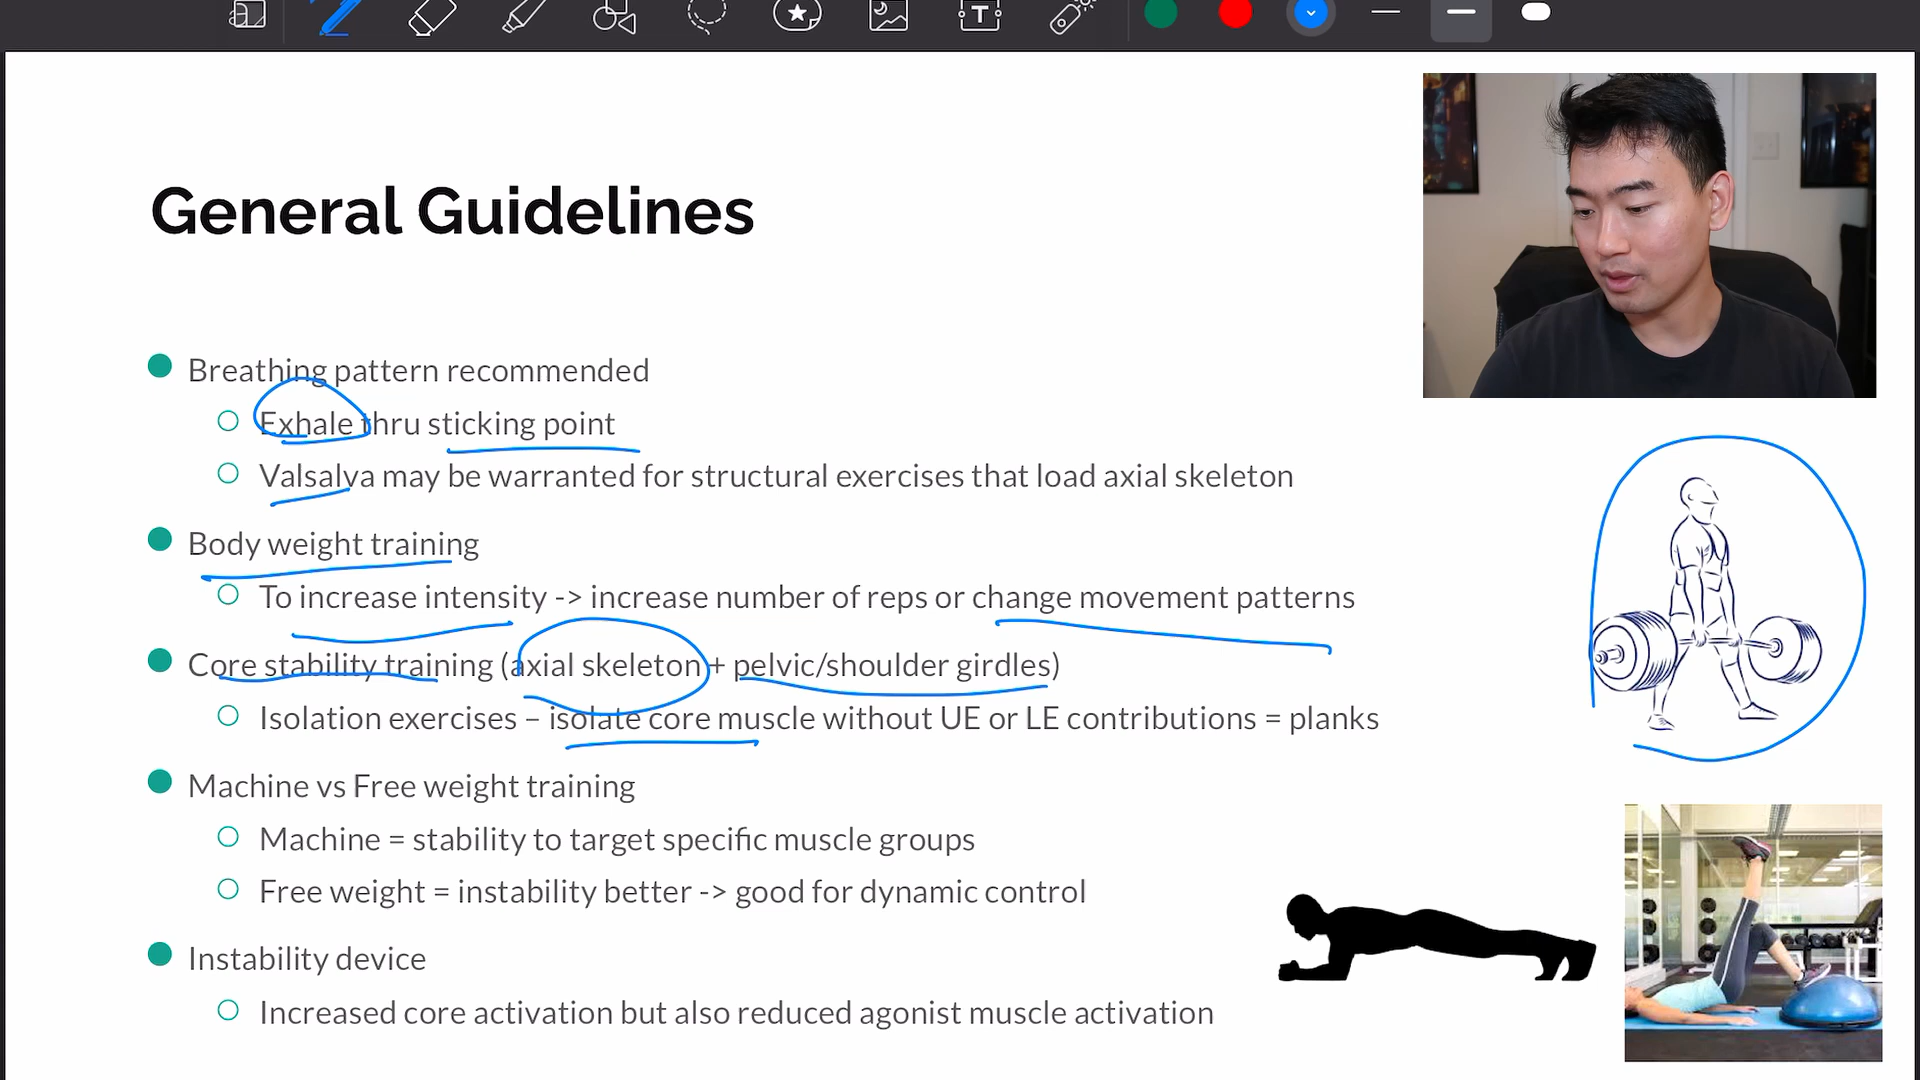 General Guidelines
Breathing pattern recommended
Exhale thru sticking point
Valsalva may be warranted for structural exercises that load axial skeleton
Body weight training
To increase intensity -> increase number of reps or change movement patterns
Core stability training (axial skeleton + pelvic/shoulder girdles)
Isolation exercises – isolate core muscle without UE or LE contributions = planks
Machine vs Free weight training
Machine = stability to target specific muscle groups
Free weight = instability better -> good for dynamic control
Instability device
Increased core activation but also reduced agonist muscle activation